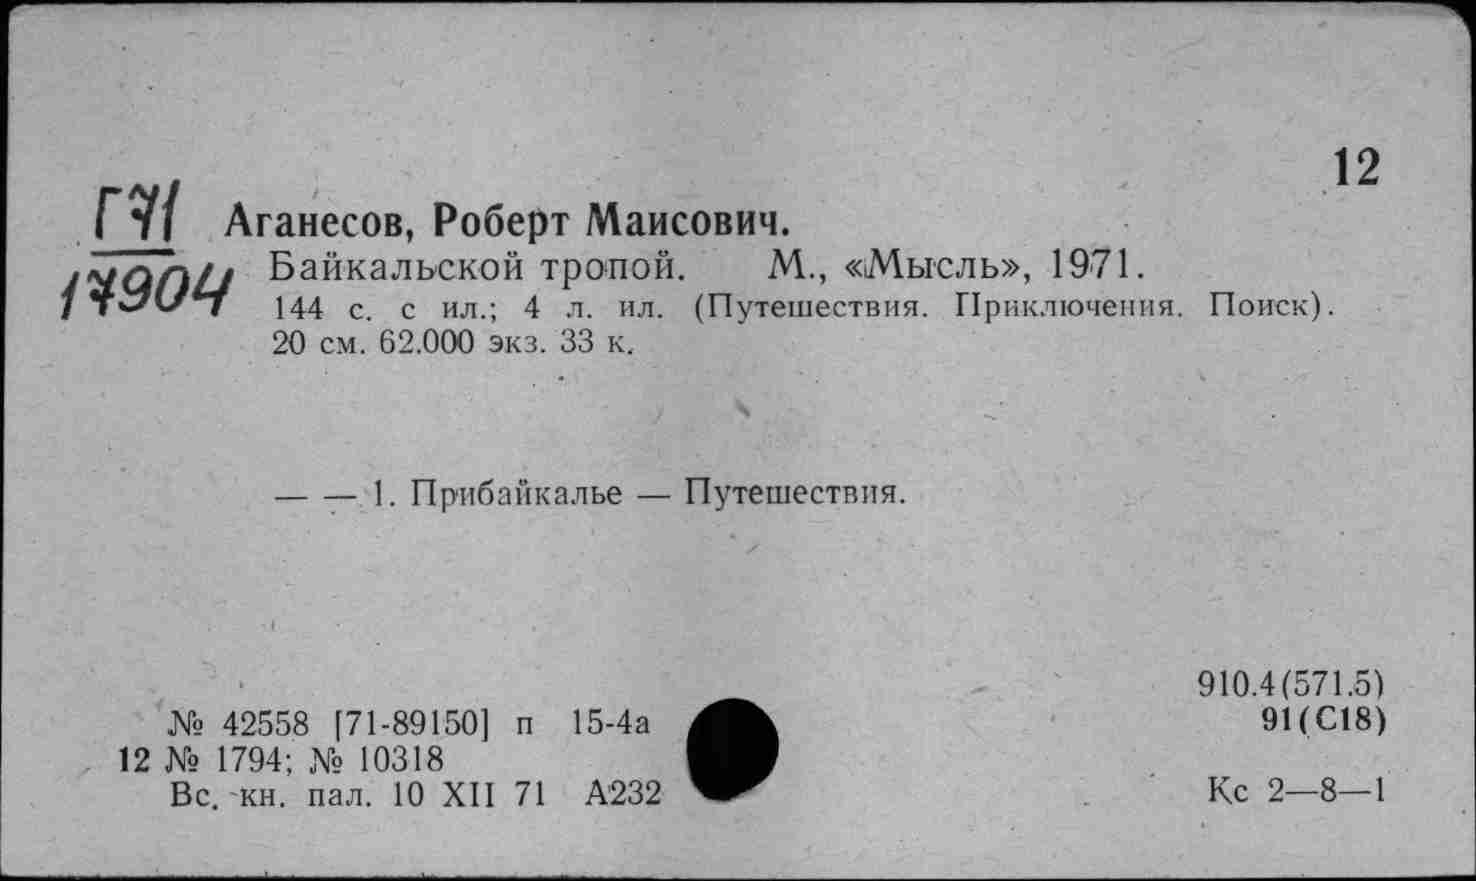 12
Г71
Аганесов, Роберт Маисович.
17904
Байкальской тропой. М., «Мысль», 1971.
144 с. с ил.; 4 л. ил. (Путешествия. Приключения. Поиск).
20 см. 62.000 экз. 33 к.
— — 1. Прибайкалье — Путешествия.
910.4(571.5)
№ 42558 [71-89150] п 15-4а
91(С18)
12 № 1794; № 10318
Вс. кн. пал. 10 XII 71 А232
Кс 2—8—1